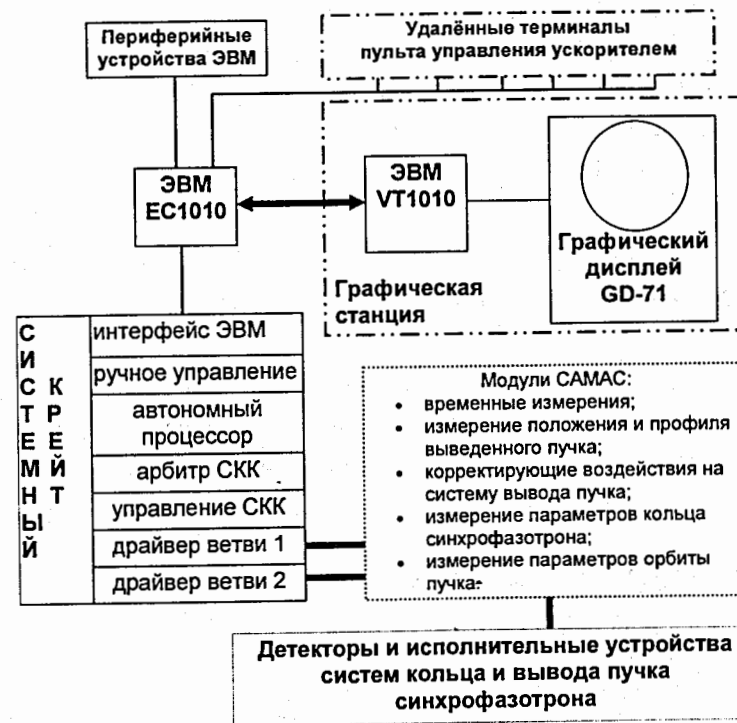 Периферийные
устройства ЭВМ
Удалённые терминалы
пульта управления ускорителем
ЭВМ
ЕС1010
ЭВМ
VT1010
Графический
дисплей
GD-71
Графическая
станция
СИСТЕМНЫЙ
КРЕЙТ
интерфейс ЭВМ
ручное управление
автономный
процессор
арбитр СКК
управление СКК
драйвер ветви 1
драйвер ветви 2
Модули САМАС:
• временные измерения;
• измерение положения и профиля
выведенного пучка;
• корректирующие воздействия на
систему вывода пучка;
• измерение параметров кольца
синхрофазотрона;
• измерение параметров орбиты
пучка.
Детекторы и исполнительные устройства
систем кольца и вывода пучка
синхрофазотрона